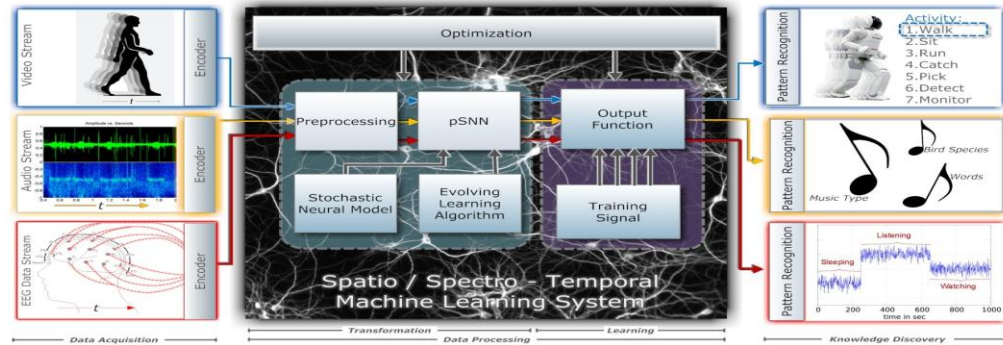 Video Stream
Encoder
t
Audio Stream
Encoder
Amplitude vs. Seconds
t
EEG Data Stream
Encoder
t
Data Acquisition
Optimization
Preprocessing
pSNN
Output
Function
Stochastic
Neural Model
Evolving
Learning
Algorithm
Training
Signal
Spatio / Spectro - Temporal
Machine Learning System
Transformation
Learning
Data Processing
Pattern Recognition
Activity:
1.Walk
2.Sit
3.Run
4.Catch
5.Pick
6.Detect
7.Monitor
Pattern Recognition
Bird Species
Words
Music Type
Pattern Recognition
Listening
Sleeping
Watching
0 200 400 600 800 1000
time in sec
Knowledge Discovery